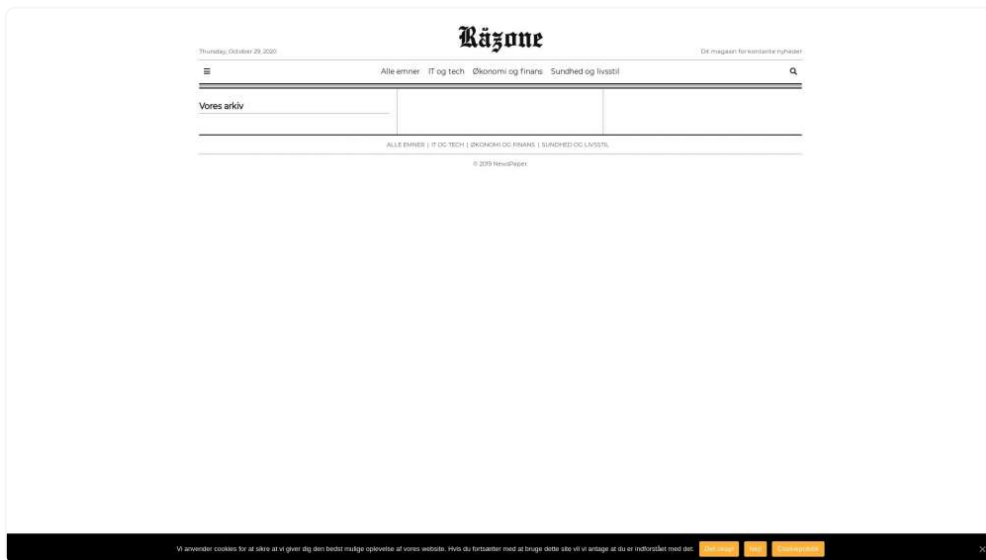 Räzone
Thursday, October 29, 2020
Dit magasin for kontante nyheder
Alle emner IT og tech Økonomi og finans Sundhed og livsstil
Vores arkiv
ALLE EMNER | IT OG TECH | ØKONOMI OG FINANS | SUNDHED OG LIVSSTIL
© 2019 NewsPaper.
Vi anvender cookies for at sikre at vi giver dig den bedst mulige oplevelse af vores website. Hvis du fortsætter med at bruge dette site vil vi antage at du er indforstået med det. Det okay! Nej!